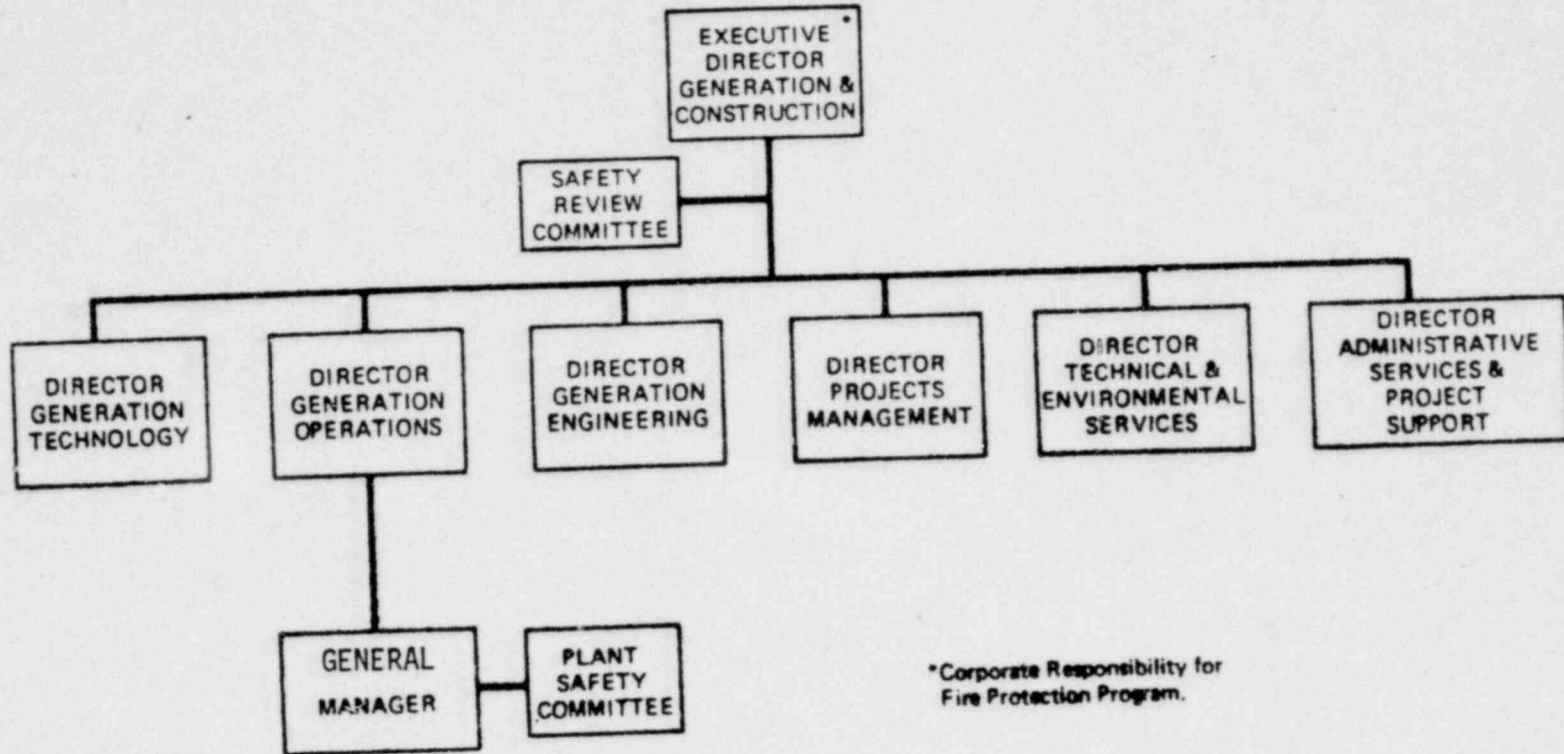 EXECUTIVE *
DIRECTOR
GENERATION &
CONSTRUCTION
SAFETY
REVIEW
COMMITTEE
DIRECTOR
GENERATION
TECHNOLOGY
DIRECTOR
GENERATION
OPERATIONS
DIRECTOR
GENERATION
ENGINEERING
DIRECTOR
PROJECTS
MANAGEMENT
DIRECTOR
TECHNICAL &
ENVIRONMENTAL
SERVICES
DIRECTOR
ADMINISTRATIVE
SERVICES &
PROJECT
SUPPORT
GENERAL
MANAGER
PLANT
SAFETY
COMMITTEE
*Corporate Responsibility for
Fire Protection Program.